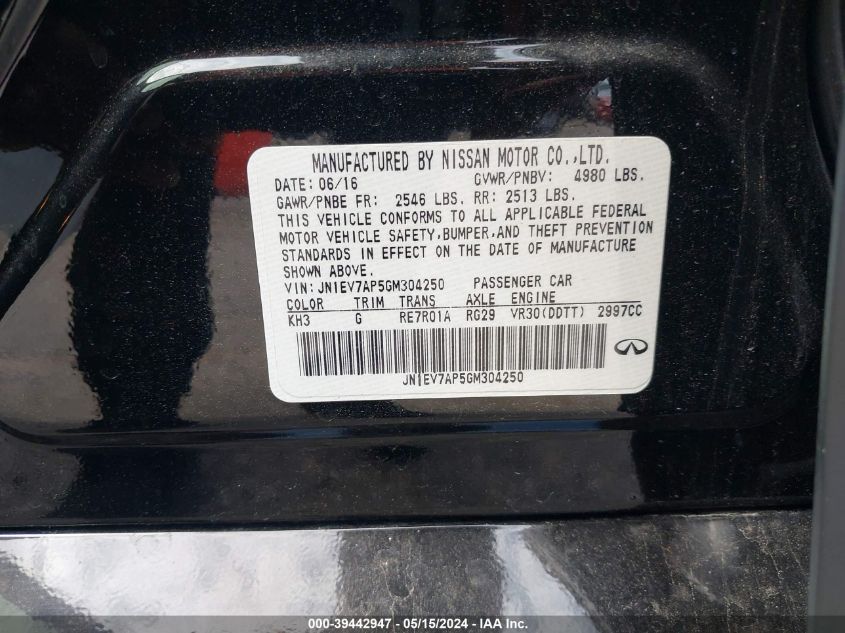 MANUFACTURED BY NISSAN MOTOR CO.,LTD.
DATE: 06/16 GVWR/PNBV: 4980 LBS.
GAWR/PNBE FR: 2546 LBS. RR: 2513 LBS.
THIS VEHICLE CONFORMS TO ALL APPLICABLE FEDERAL
MOTOR VEHICLE SAFETY,BUMPER,AND THEFT PREVENTION
STANDARDS IN EFFECT ON THE DATE OF MANUFACTURE
SHOWN ABOVE.
VIN: JN1EV7AP5GM304250 PASSENGER CAR
COLOR TRIM TRANS AXLE ENGINE
KH3 G RE7R01A RG29 VR30(DDTT) 2997CC
JN1EV7AP5GM304250
000-39442947 - 05/15/2024 - INS. AUTO AUCTION